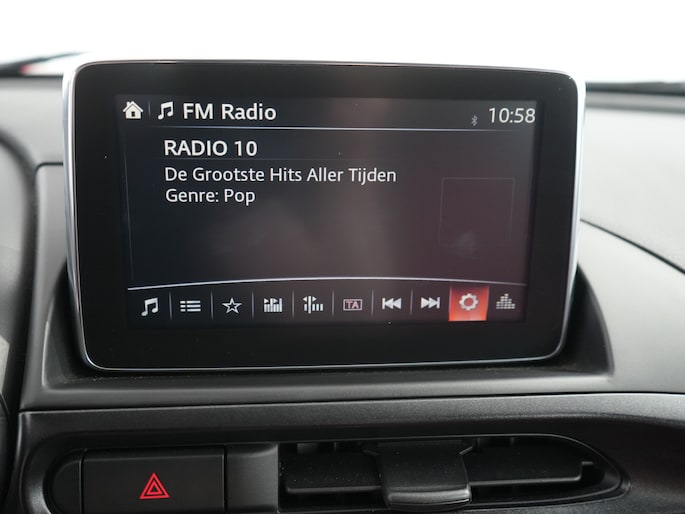 FM Radio
10:58
RADIO 10
De Grootste Hits Aller Tijden
Genre: Pop
TA